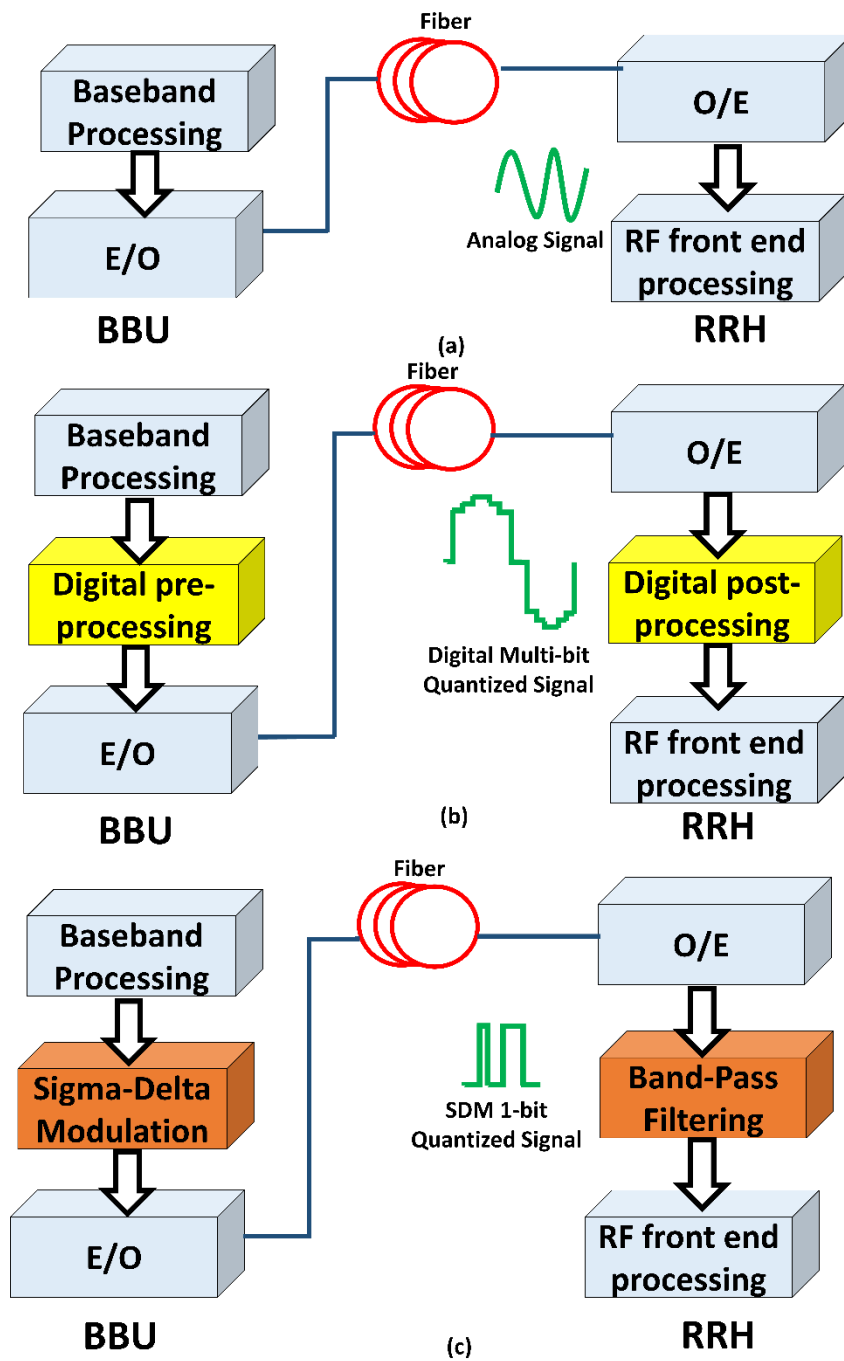 Fiber
Baseband
Processing
O/E
E/O
Analog Signal
RF front end
processing
BBU
RRH
(a)
Fiber
Baseband
Processing
O/E
Digital pre-
processing
Digital post-
processing
Digital Multi-bit
Quantized Signal
E/O
RF front end
processing
BBU
RRH
(b)
Fiber
Baseband
Processing
O/E
Sigma-Delta
Modulation
Band-Pass
Filtering
SDM 1-bit
Quantized Signal
E/O
RF front end
processing
BBU
RRH
(c)